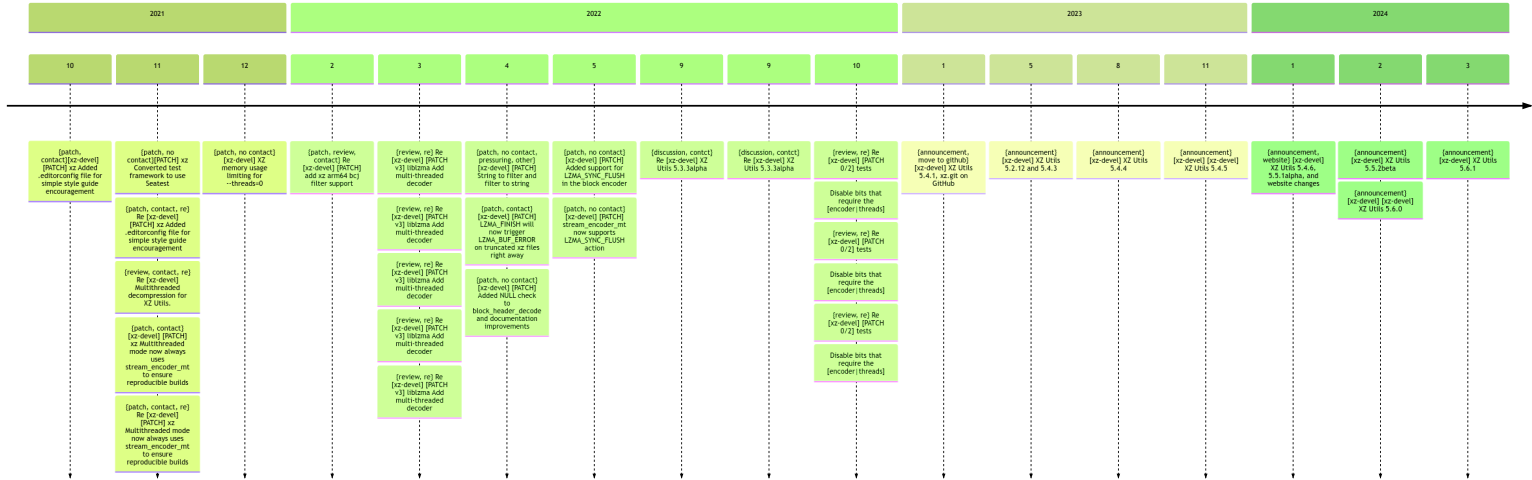 2021
2022
2023
2024
10
11
12
2
3
4
5
9
9
10
1
5
8
11
1
2
3
[patch,
contact][xz-devel]
[PATCH] xz Added
.editorconfig file for
simple style guide
encouragement
[patch, no
contact][PATCH] xz
Converted test
framework to use
Seatest
[patch, contact, re]
Re [xz-devel]
[PATCH] xz Added
.editorconfig file for
simple style guide
encouragement
[review, contact, re]
Re [xz-devel]
Multithreaded
decompression for
XZ Utils.
[patch, contact]
[xz-devel] [PATCH]
xz Multithreaded
mode now always
uses
stream_encoder_mt
to ensure
reproducible builds
[patch, contact, re]
Re [xz-devel]
[PATCH] xz
Multithreaded mode
now always uses
stream_encoder_mt
to ensure
reproducible builds
[patch, no contact]
[xz-devel] XZ
memory usage
limiting for
--threads=0
[patch, review,
contact] Re
[xz-devel] [PATCH]
add xz arm64 bcj
filter support
[review, re] Re
[xz-devel] [PATCH
v3] liblzma Add
multi-threaded
decoder
[review, re] Re
[xz-devel] [PATCH
v3] liblzma Add
multi-threaded
decoder
[review, re] Re
[xz-devel] [PATCH
v3] liblzma Add
multi-threaded
decoder
[review, re] Re
[xz-devel] [PATCH
v3] liblzma Add
multi-threaded
decoder
[review, re] Re
[xz-devel] [PATCH
v3] liblzma Add
multi-threaded
decoder
[patch, no contact,
pressuring, other]
[xz-devel] [PATCH]
String to filter and
filter to string
[patch, contact]
[xz-devel] [PATCH]
LZMA_FINISH will
now trigger
LZMA_BUF_ERROR
on truncated xz files
right away
[patch, no contact]
[xz-devel] [PATCH]
Added NULL check
to
block_header_decode
and documentation
improvements
[patch, no contact]
[xz-devel] [PATCH]
Added support for
LZMA_SYNC_FLUSH
in the block encoder
[patch, no contact]
[xz-devel] [PATCH]
stream_encoder_mt
now supports
LZMA_SYNC_FLUSH
action
[discussion, contct]
Re [xz-devel] XZ
Utils 5.3.3alpha
[discussion, contct]
Re [xz-devel] XZ
Utils 5.3.3alpha
[review, re] Re
[xz-devel] [PATCH
0/2] tests
Disable bits that
require the
[encoder|threads]
[review, re] Re
[xz-devel] [PATCH
0/2] tests
Disable bits that
require the
[encoder|threads]
[review, re] Re
[xz-devel] [PATCH
0/2] tests
Disable bits that
require the
[encoder|threads]
[announcement,
move to github]
[xz-devel] XZ Utils
5.4.1, xz.git on
GitHub
[announcement]
[xz-devel] XZ Utils
5.2.12 and 5.4.3
[announcement]
[xz-devel] XZ Utils
5.4.4
[announcement]
[xz-devel] [xz-devel]
XZ Utils 5.4.5
[announcement,
website] [xz-devel]
XZ Utils 5.4.6,
5.5.1alpha, and
website changes
[announcement]
[xz-devel] XZ Utils
5.5.2beta
[announcement]
[xz-devel] [xz-devel]
XZ Utils 5.6.0
[announcement]
[xz-devel] XZ Utils
5.6.1